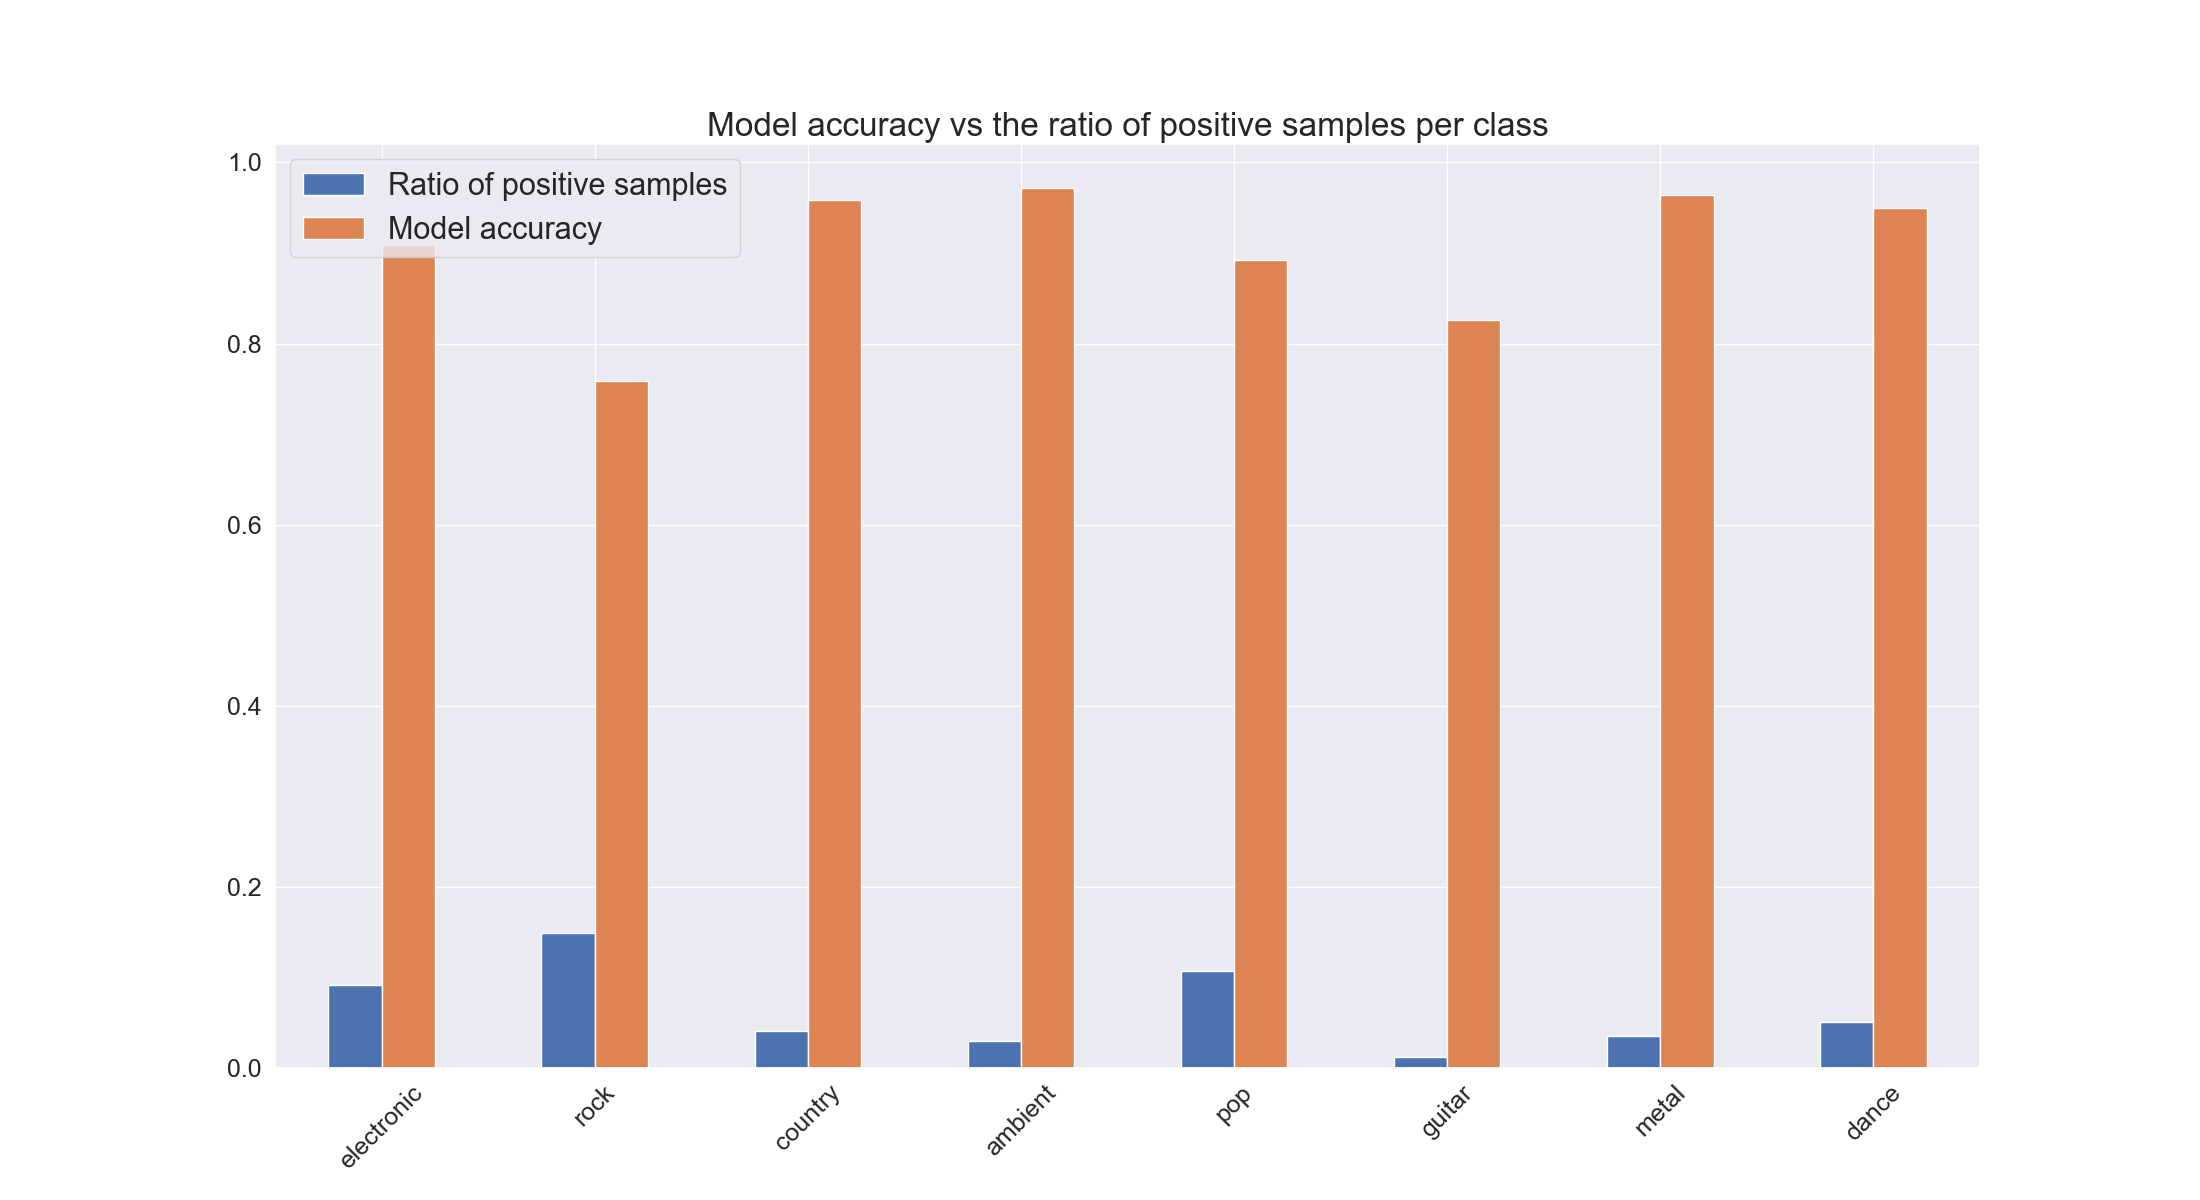 Model accuracy vs the ratio of positive samples per class
Ratio of positive samples
Model accuracy
1.0
0.8
0.6
0.4
0.2
0.0
electronic
rock
country
ambient
pop
guitar
metal
dance